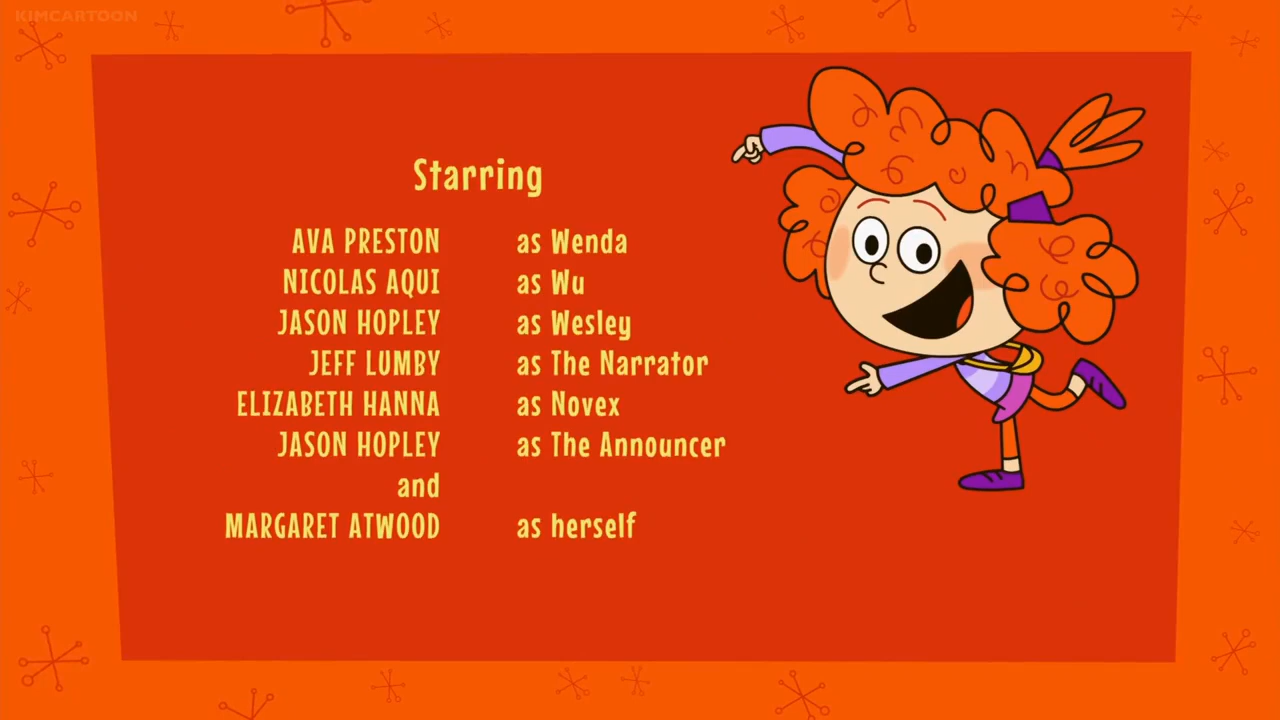 KIMCARTOON
Starring
AVA PRESTON as Wenda
NICOLAS AQUI as Wu
JASON HOPLEY as Wesley
JEFF LUMBY as The Narrator
ELIZABETH HANNA as Novex
JASON HOPLEY as The Announcer
and
MARGARET ATWOOD as herself